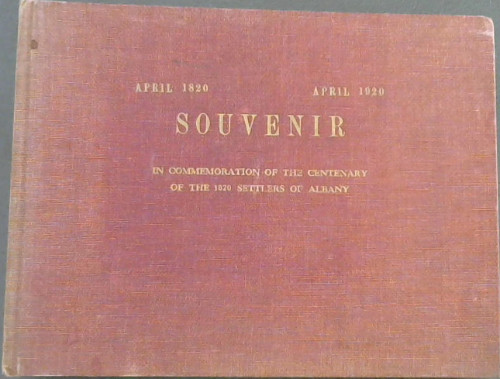 APRIL 1820 APRIL 1920
SOUVENIR
IN COMMEMORATION OF THE CENTENARY
OF THE 1820 SETTLERS OF ALBANY